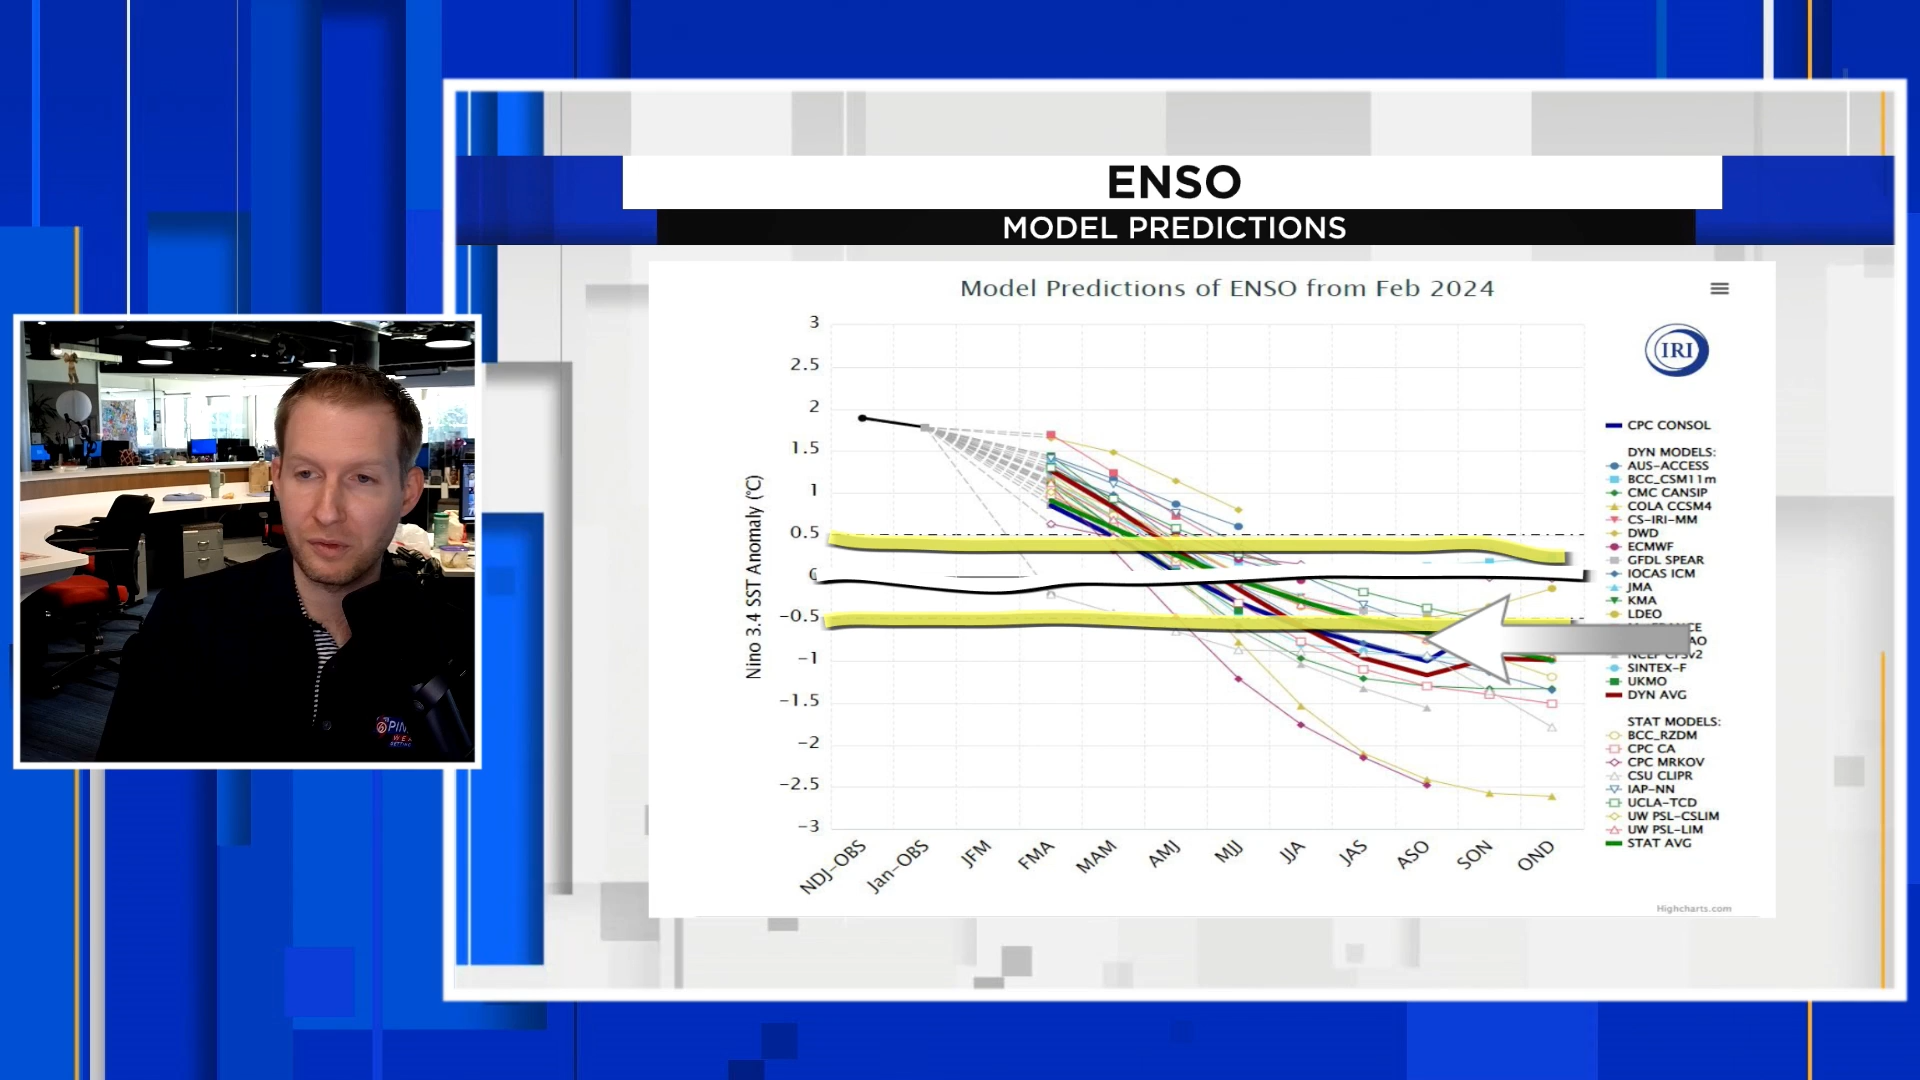 ENSO
MODEL PREDICTIONS
Model Predictions of ENSO from Feb 2024
IRI
Nino 3.4 SST Anomaly (°C)
3
2.5
2
1.5
1
0.5
0
-0.5
-1
-1.5
-2
-2.5
-3
NDJ-OBS
Jan-OBS
JFM
FMA
MAM
AMJ
MJJ
JJA
JAS
ASO
SON
OND
CPC CONSOL
DYN MODELS:
AUS-ACCESS
BCC_CSM11m
CMC CANSIP
COLA CCSM4
CS-IRI-MM
DWD
ECMWF
GFDL SPEAR
IOCAS ICM
JMA
KMA
LDEO
SINTEX-F
UKMO
DYN AVG
STAT MODELS:
BCC_RZDM
CPC CA
CPC MRKOV
CSU CLIPR
IAP-NN
UCLA-TCD
UW PSL-CSLIM
UW PSL-LIM
STAT AVG
Highcharts.com